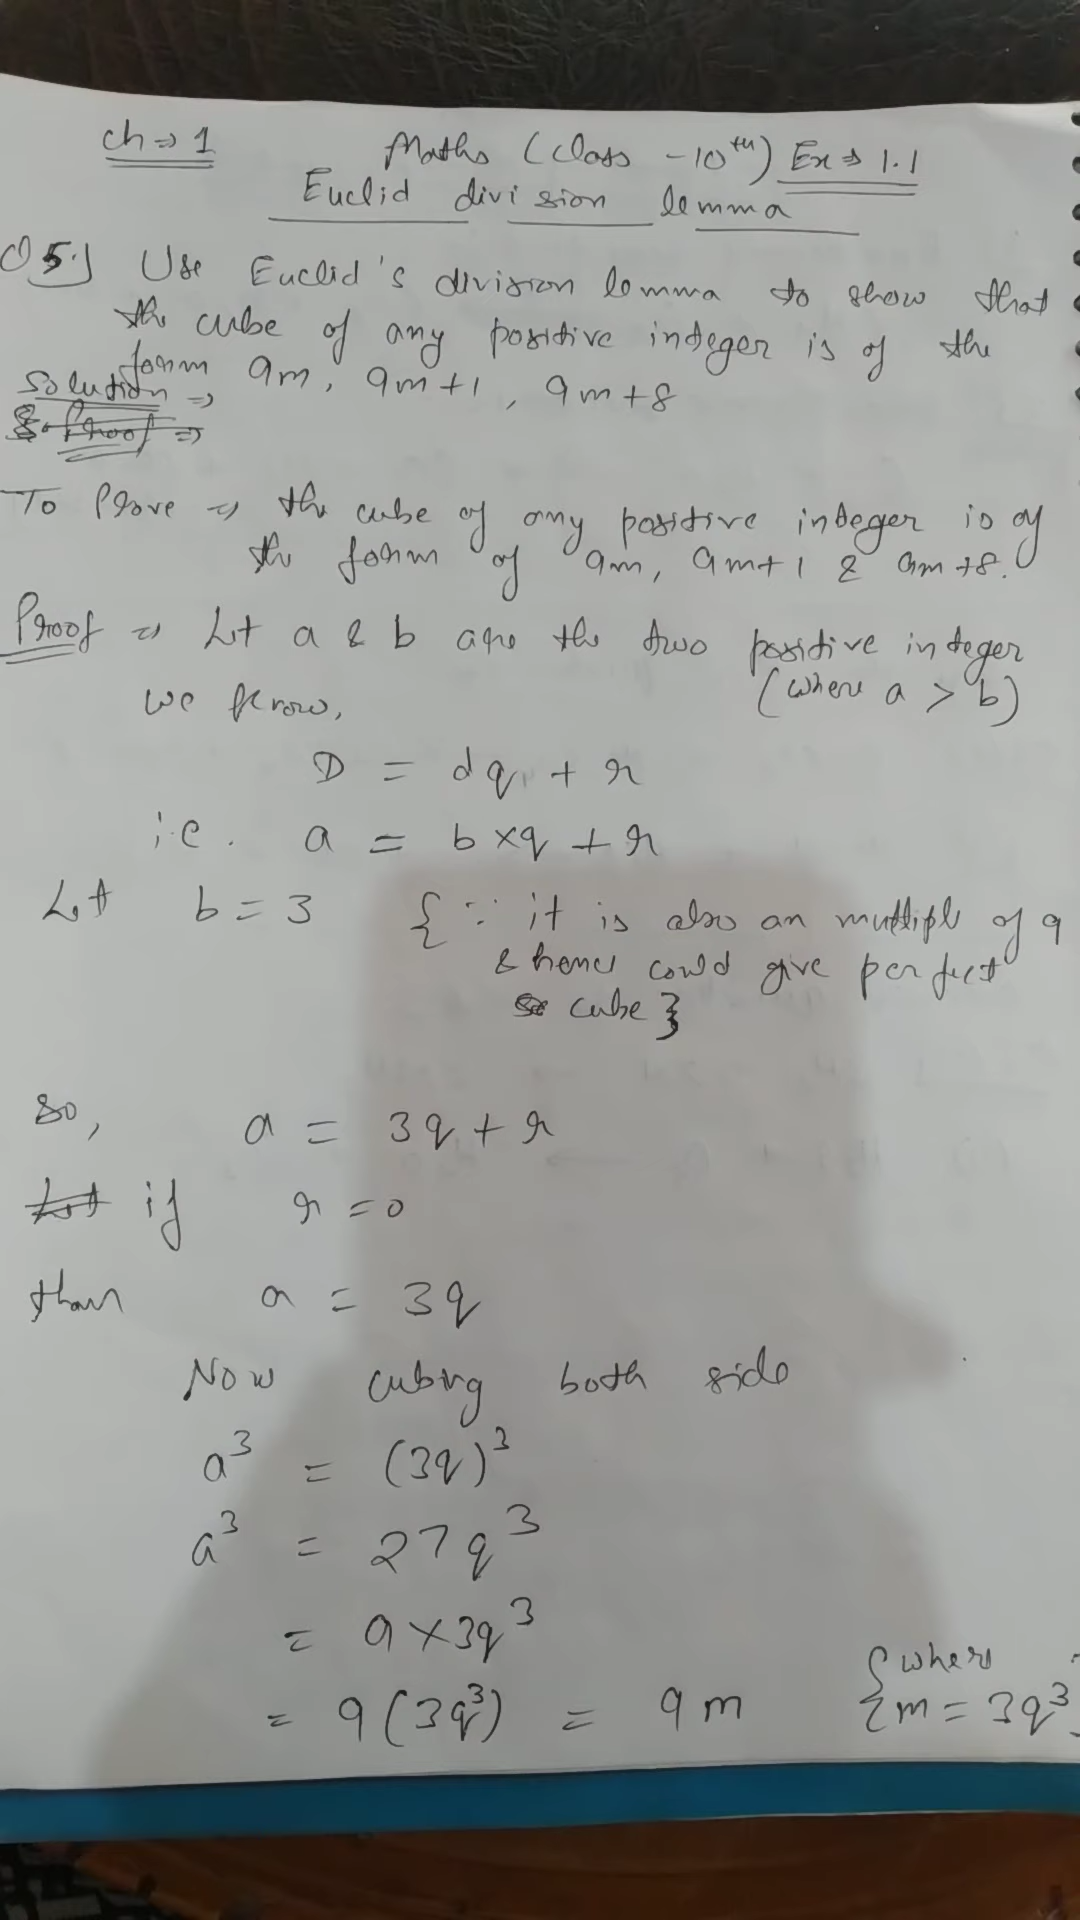 ch ⇒ 1 Maths (class - 10th) Ex ⇒ 1.1
Euclid division lemma
Q 5.) Use Euclid's division lemma to show that
the cube of any positive integer is of the
form 9m, 9m+1, 9m+8
Solution ⇒
Proof ⇒
To Prove ⇒ the cube of any positive integer is of
the form of 9m, 9m+1 & 9m+8.
Proof ⇒ Let a & b are the two positive integer
(where a > b)
we know,
D = dq + r
i.e. a = b×q + r
Let b = 3 {∵ it is also an multiple of 9
& hence could give perfect
cube}
so, a = 3q + r
Let if r = 0
than a = 3q
Now cubing both side
a³ = (3q)³
a³ = 27q³
= 9×3q³
= 9(3q³) = 9m {where m = 3q³}